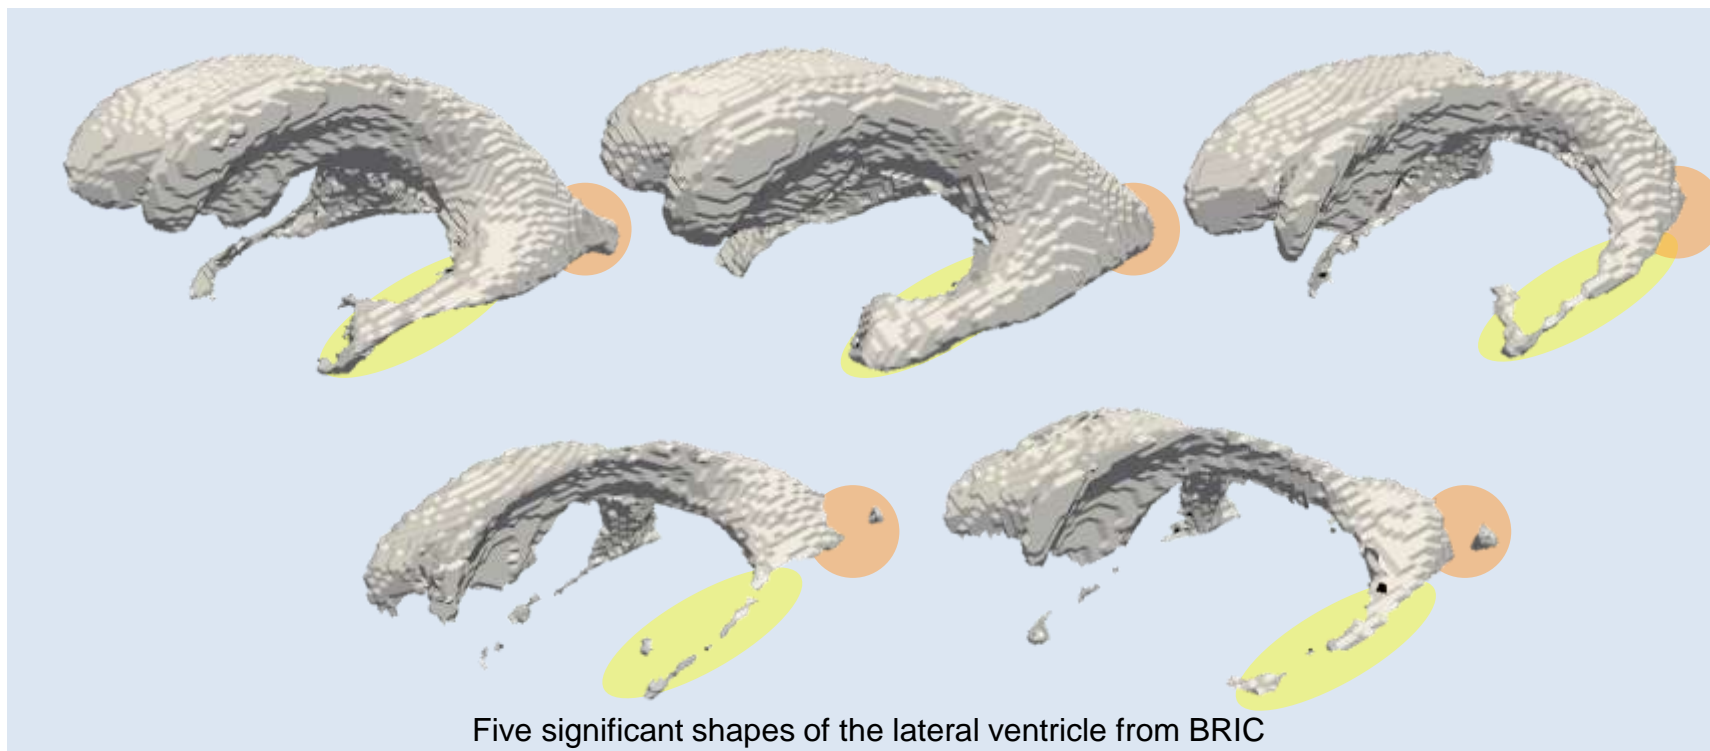 Five significant shapes of the lateral ventricle from BRIC